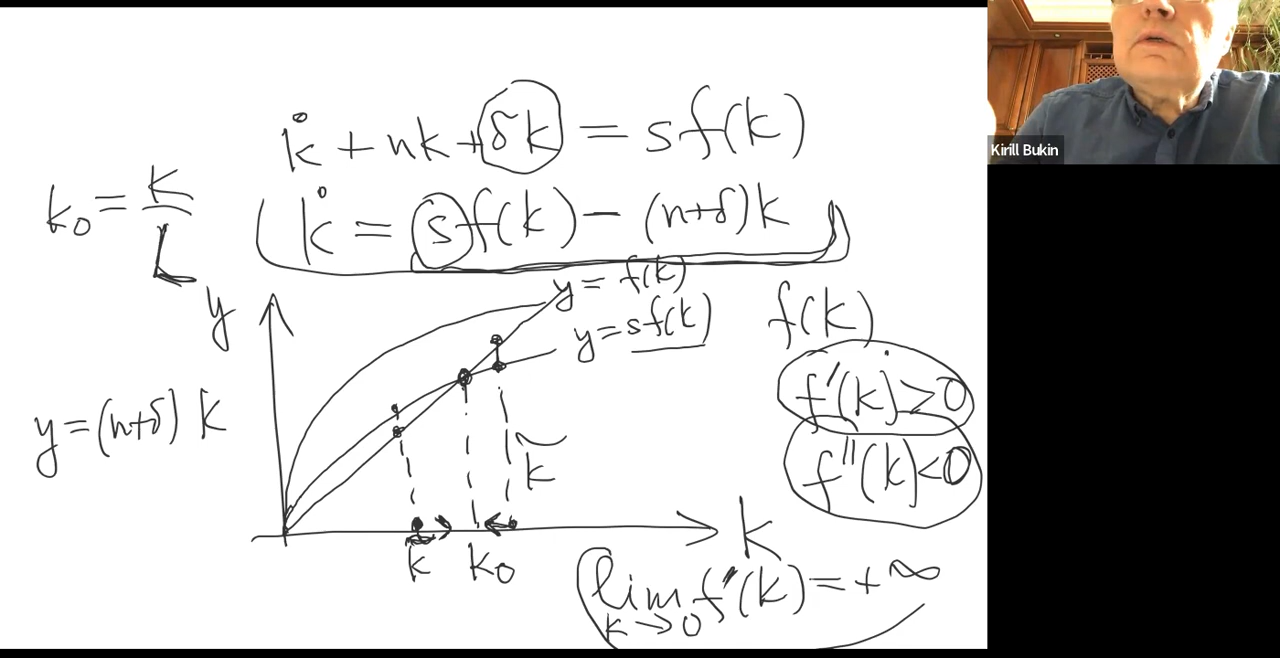 k̇ + nk + δk = sf(k)
k₀ = K/L
k̇ = sf(k) − (n+δ)k
y
y = f(k)
y = sf(k)
f(k)
f'(k) > 0
f''(k) < 0
y = (n+δ) k
k̃
k
k₀
k
lim f'(k) = + ∞
k → 0
Kirill Bukin